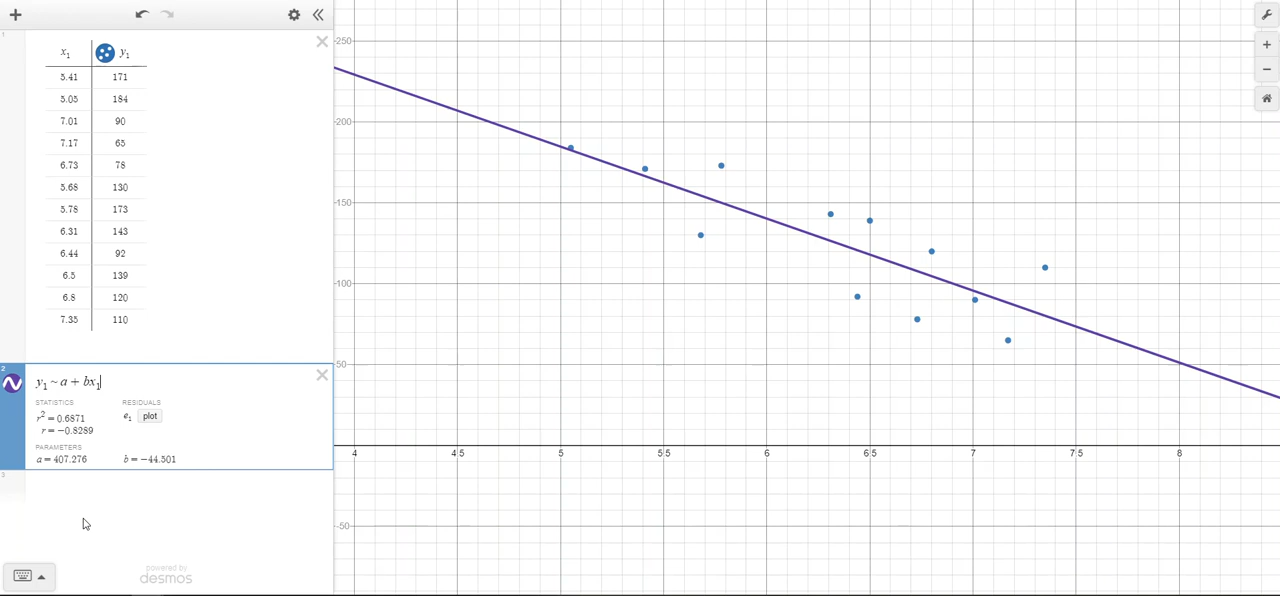 1
x₁ y₁
5.41 171
5.05 184
7.01 90
7.17 65
6.73 78
5.68 130
5.78 173
6.31 143
6.44 92
6.5 139
6.8 120
7.35 110
2
y₁ ~ a + bx₁
STATISTICS RESIDUALS
r² = 0.6871 e₁ plot
r = −0.8289
PARAMETERS
a = 407.276 b = −44.501
3
powered by
desmos
250
200
150
100
50
4 4.5 5 5.5 6 6.5 7 7.5 8
-50